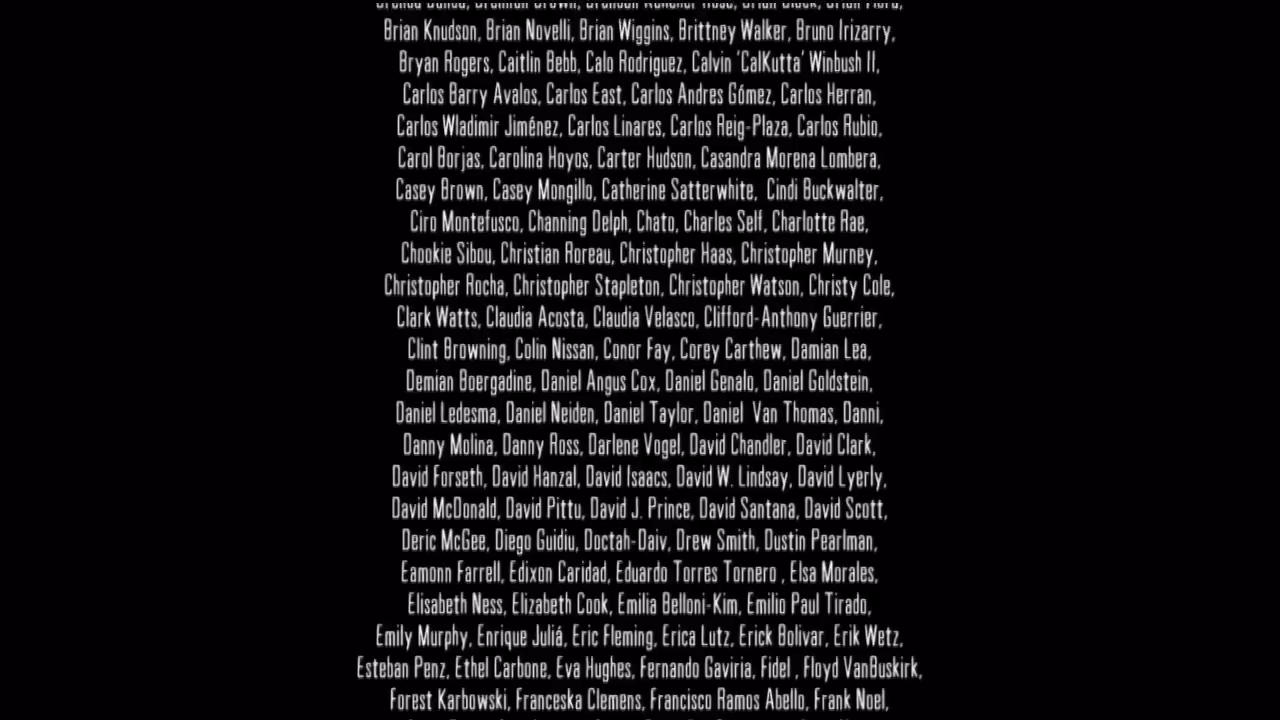 Brian Knudson, Brian Novelli, Brian Wiggins, Brittney Walker, Bruno Irizarry,
Bryan Rogers, Caitlin Bebb, Calo Rodriguez, Calvin 'CalKutta' Winbush II,
Carlos Barry Avalos, Carlos East, Carlos Andres Gómez, Carlos Herran,
Carlos Wladimir Jiménez, Carlos Linares, Carlos Reig-Plaza, Carlos Rubio,
Carol Borjas, Carolina Hoyos, Carter Hudson, Casandra Morena Lombera,
Casey Brown, Casey Mongillo, Catherine Satterwhite,  Cindi Buckwalter,
Ciro Montefusco, Channing Delph, Chato, Charles Self, Charlotte Rae,
Chookie Sibou, Christian Roreau, Christopher Haas, Christopher Murney,
Christopher Rocha, Christopher Stapleton, Christopher Watson, Christy Cole,
Clark Watts, Claudia Acosta, Claudia Velasco, Clifford-Anthony Guerrier,
Clint Browning, Colin Nissan, Conor Fay, Corey Carthew, Damian Lea,
Demian Boergadine, Daniel Angus Cox, Daniel Genalo, Daniel Goldstein,
Daniel Ledesma, Daniel Neiden, Daniel Taylor, Daniel  Van Thomas, Danni,
Danny Molina, Danny Ross, Darlene Vogel, David Chandler, David Clark,
David Forseth, David Hanzal, David Isaacs, David W. Lindsay, David Lyerly,
David McDonald, David Pittu, David J. Prince, David Santana, David Scott,
Deric McGee, Diego Guidiu, Doctah-Daiv, Drew Smith, Dustin Pearlman,
Eamonn Farrell, Edixon Caridad, Eduardo Torres Tornero , Elsa Morales,
Elisabeth Ness, Elizabeth Cook, Emilia Belloni-Kim, Emilio Paul Tirado,
Emily Murphy, Enrique Juliá, Eric Fleming, Erica Lutz, Erick Bolivar, Erik Wetz,
Esteban Penz, Ethel Carbone, Eva Hughes, Fernando Gaviria, Fidel , Floyd VanBuskirk,
Forest Karbowski, Franceska Clemens, Francisco Ramos Abello, Frank Noel,